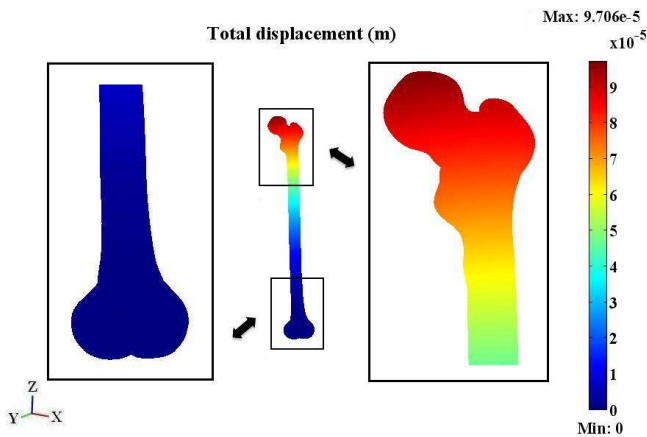 Max: 9.706e-5
Total displacement (m)
x10⁻⁵
9
8
7
6
5
4
3
2
1
0
Min: 0
Z
Y
X